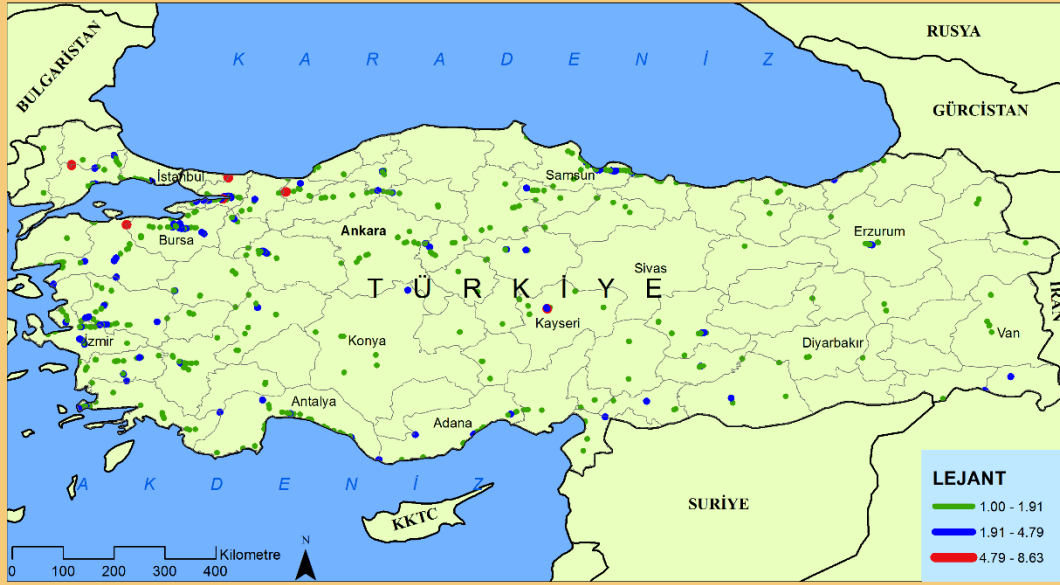 RUSYA
BULGARİSTAN
K A R A D E N İ Z
GÜRCİSTAN
İstanbul
Samsun
Bursa
Ankara
Erzurum
Sivas
T Ü R K İ Y E
İRAN
Kayseri
İzmir
Konya
Diyarbakır
Van
Antalya
Adana
A K D E N İ Z
KKTC
SURİYE
LEJANT
1.00 - 1.91
1.91 - 4.79
4.79 - 8.63
N
Kilometre
0 100 200 300 400